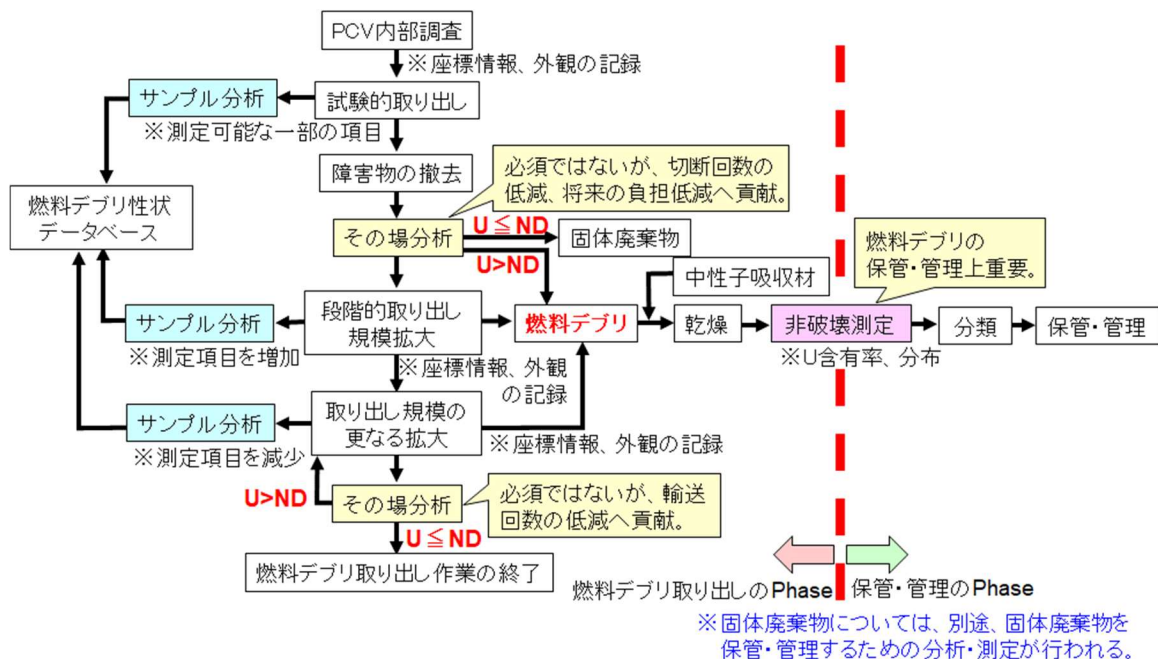 PCV内部調査
※座標情報、外観の記録
サンプル分析
試験的取り出し
※測定可能な一部の項目
障害物の撤去
必須ではないが、切断回数の
低減、将来の負担低減へ貢献。
燃料デブリ性状
データベース
その場分析
U≦ND
固体廃棄物
U>ND
燃料デブリの
保管・管理上重要。
中性子吸収材
サンプル分析
段階的取り出し
規模拡大
燃料デブリ
乾燥
非破壊測定
分類
保管・管理
※測定項目を増加
※U含有率、分布
※座標情報、外観
の記録
サンプル分析
取り出し規模の
更なる拡大
※座標情報、外観の記録
※測定項目を減少
U>ND
その場分析
必須ではないが、輸送
回数の低減へ貢献。
U≦ND
燃料デブリ取り出し作業の終了
燃料デブリ取り出しのPhase
保管・管理のPhase
※固体廃棄物については、別途、固体廃棄物を
保管・管理するための分析・測定が行われる。